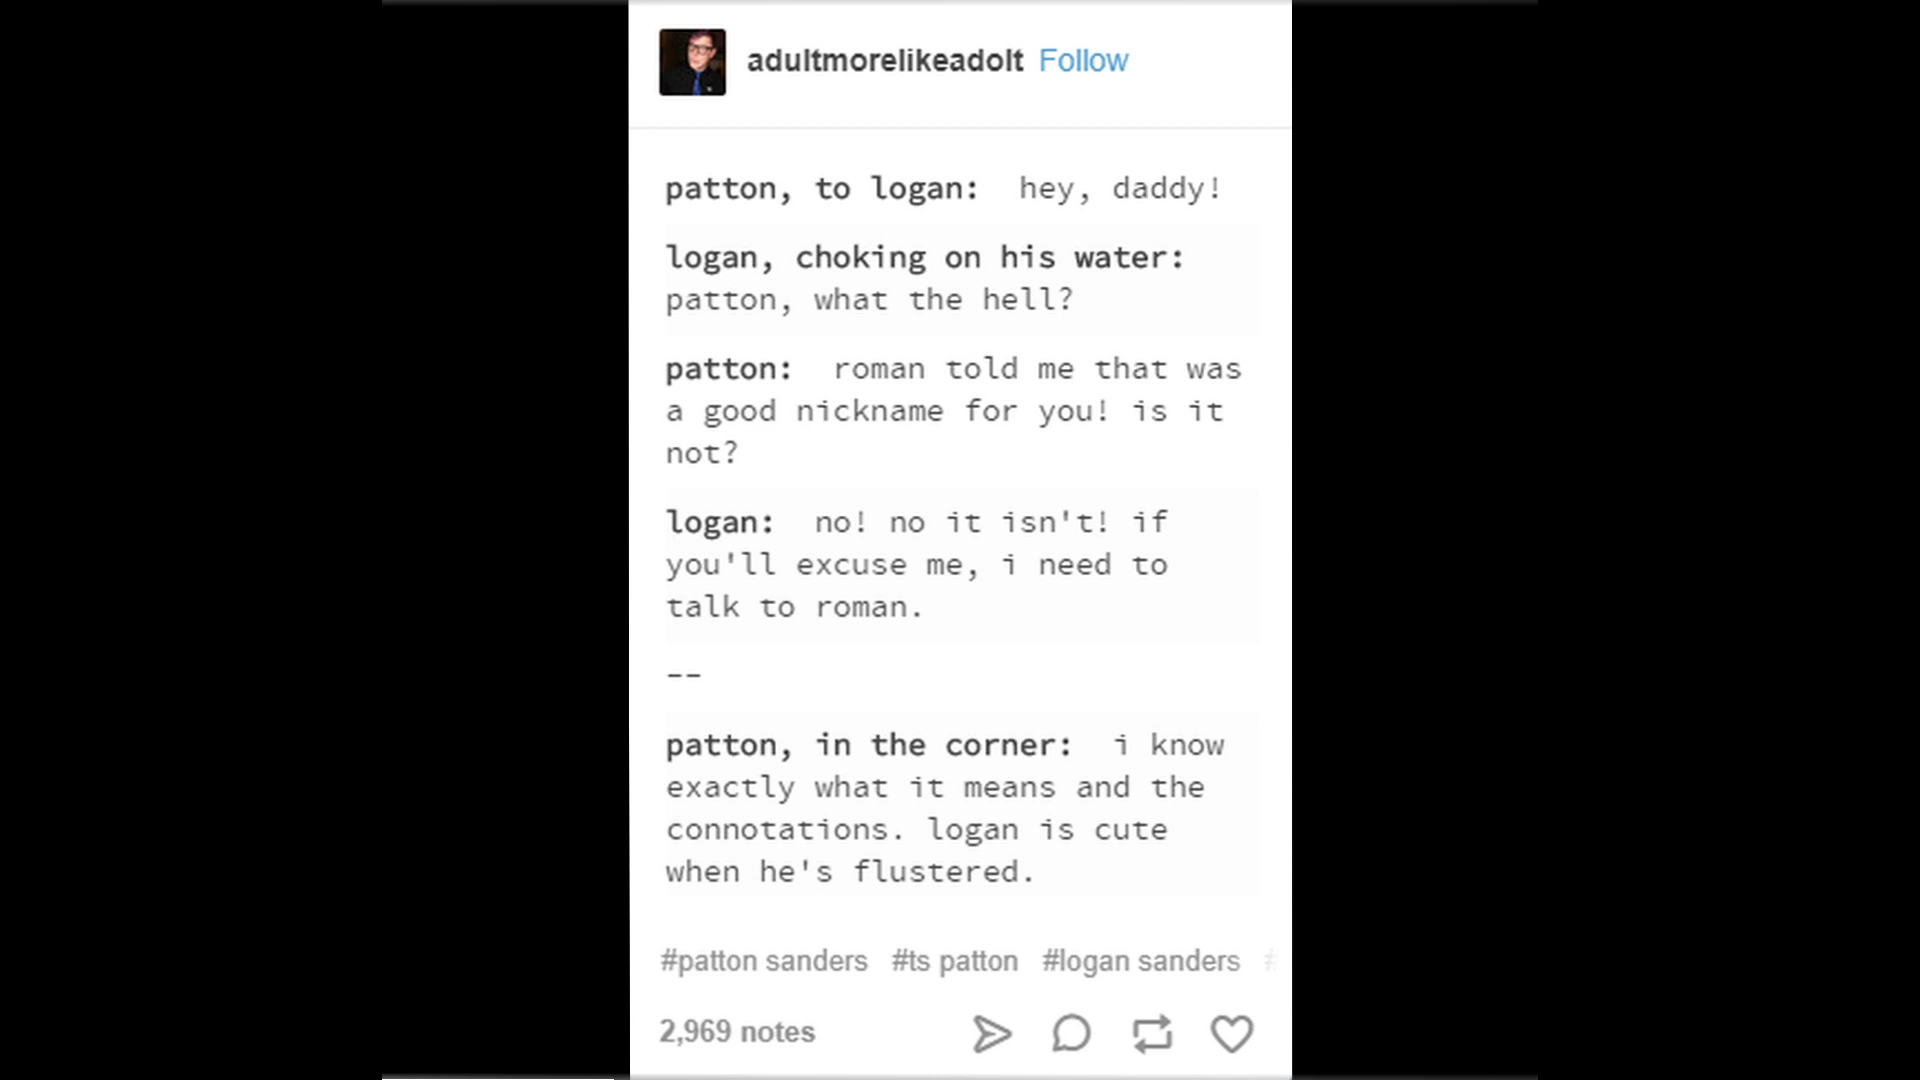 adultmorelikeadolt Follow
patton, to logan: hey, daddy!
logan, choking on his water:
patton, what the hell?
patton: roman told me that was
a good nickname for you! is it
not?
logan: no! no it isn't! if
you'll excuse me, i need to
talk to roman.
--
patton, in the corner: i know
exactly what it means and the
connotations. logan is cute
when he's flustered.
#patton sanders #ts patton #logan sanders #
2,969 notes